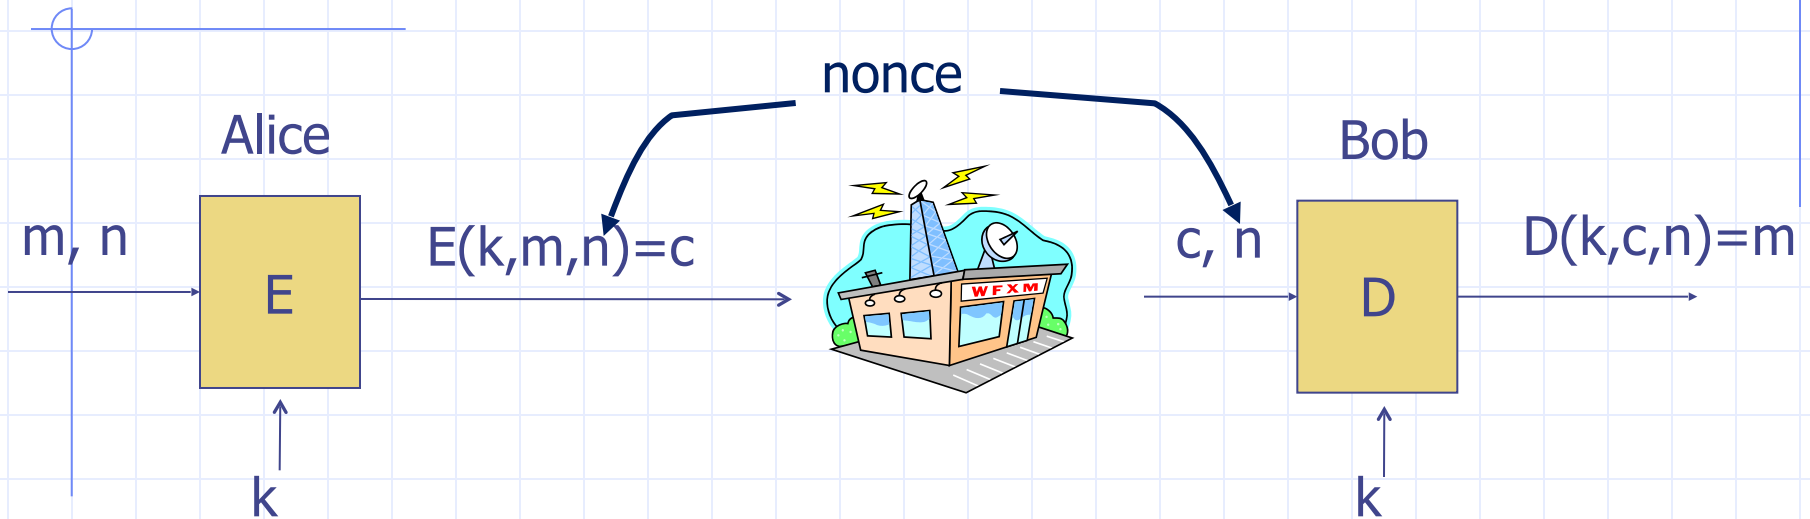 nonce
Alice
Bob
m, n
E
E(k,m,n)=c
WFXM
c, n
D
D(k,c,n)=m
k
k